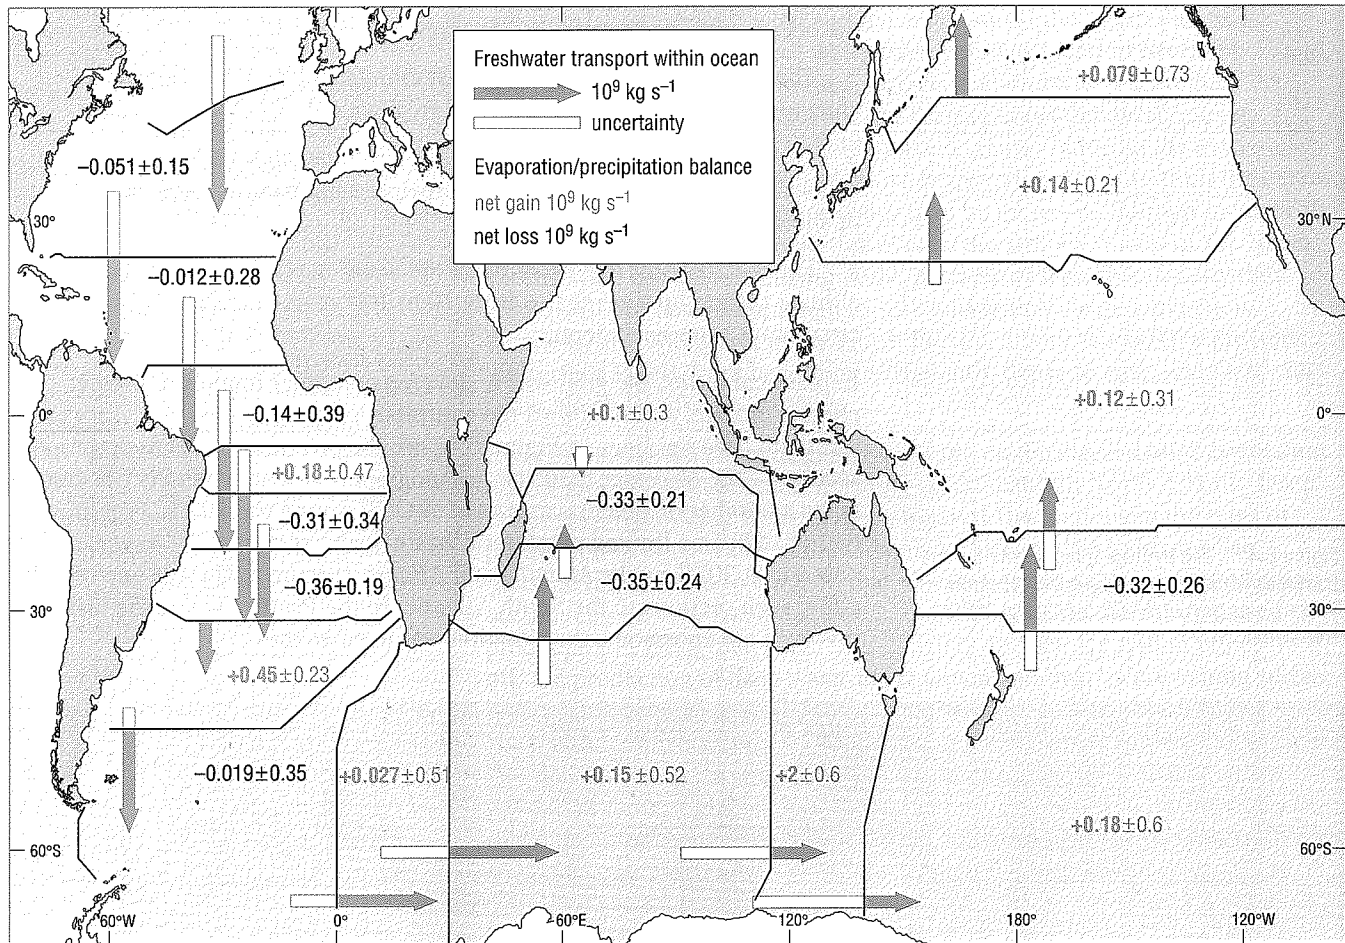 Freshwater transport within ocean
10⁹ kg s⁻¹
uncertainty
Evaporation/precipitation balance
net gain 10⁹ kg s⁻¹
net loss 10⁹ kg s⁻¹
+0.079±0.73
−0.051±0.15
+0.14±0.21
30°
30°N
−0.012±0.28
−0.14±0.39
+0.1±0.3
+0.12±0.31
0°
0°
+0.18±0.47
−0.33±0.21
−0.31±0.34
−0.36±0.19
−0.35±0.24
−0.32±0.26
30°
30°
+0.45±0.23
−0.019±0.35
+0.027±0.51
+0.15±0.52
+2±0.6
+0.18±0.6
60°S
60°S
60°W
0°
60°E
120°
180°
120°W